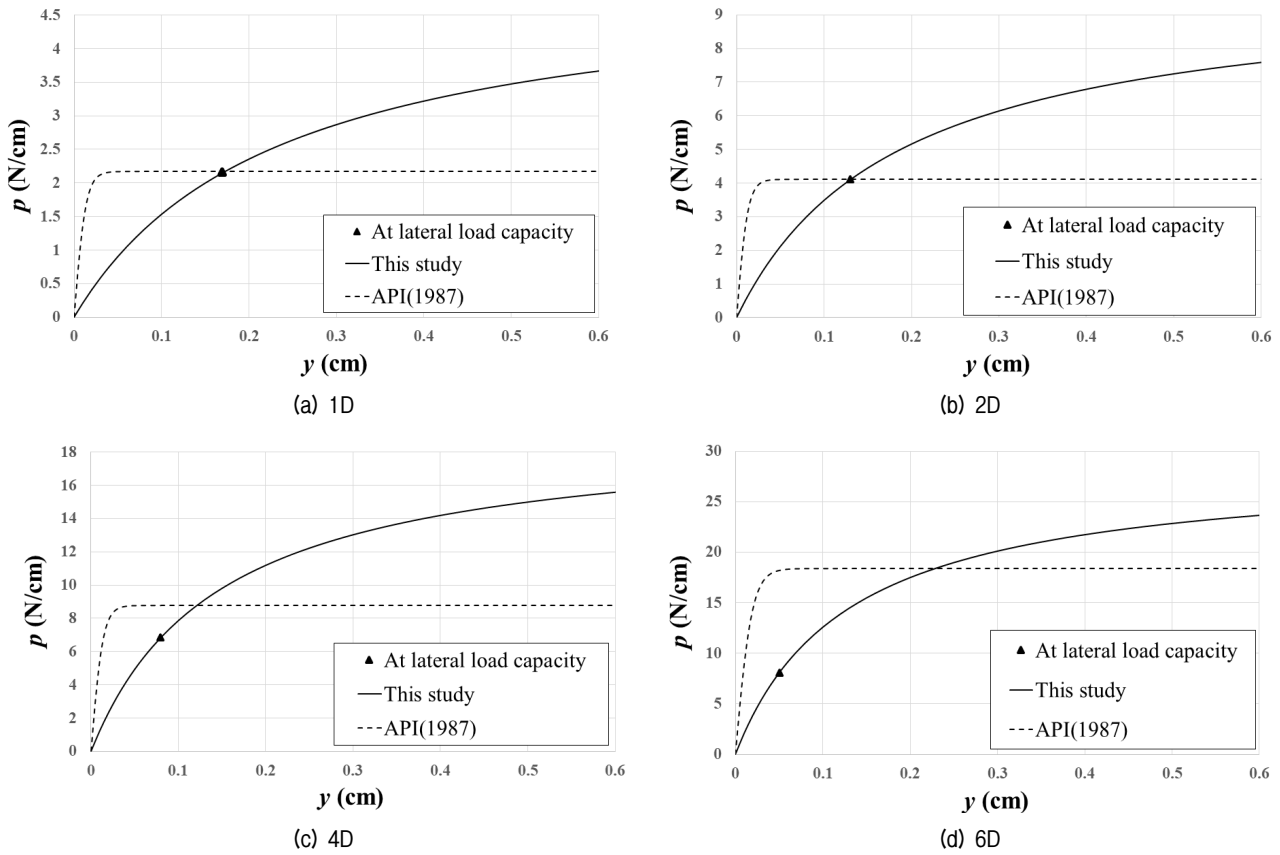 4.5
4
3.5
3
2.5
2
1.5
1
0.5
0
p (N/cm)
At lateral load capacity
This study
API(1987)
0 0.1 0.2 0.3 0.4 0.5 0.6
y (cm)
(a) 1D
9
8
7
6
5
4
3
2
1
0
p (N/cm)
At lateral load capacity
This study
API(1987)
0 0.1 0.2 0.3 0.4 0.5 0.6
y (cm)
(b) 2D
18
16
14
12
10
8
6
4
2
0
p (N/cm)
At lateral load capacity
This study
API(1987)
0 0.1 0.2 0.3 0.4 0.5 0.6
y (cm)
(c) 4D
30
25
20
15
10
5
0
p (N/cm)
At lateral load capacity
This study
API(1987)
0 0.1 0.2 0.3 0.4 0.5 0.6
y (cm)
(d) 6D